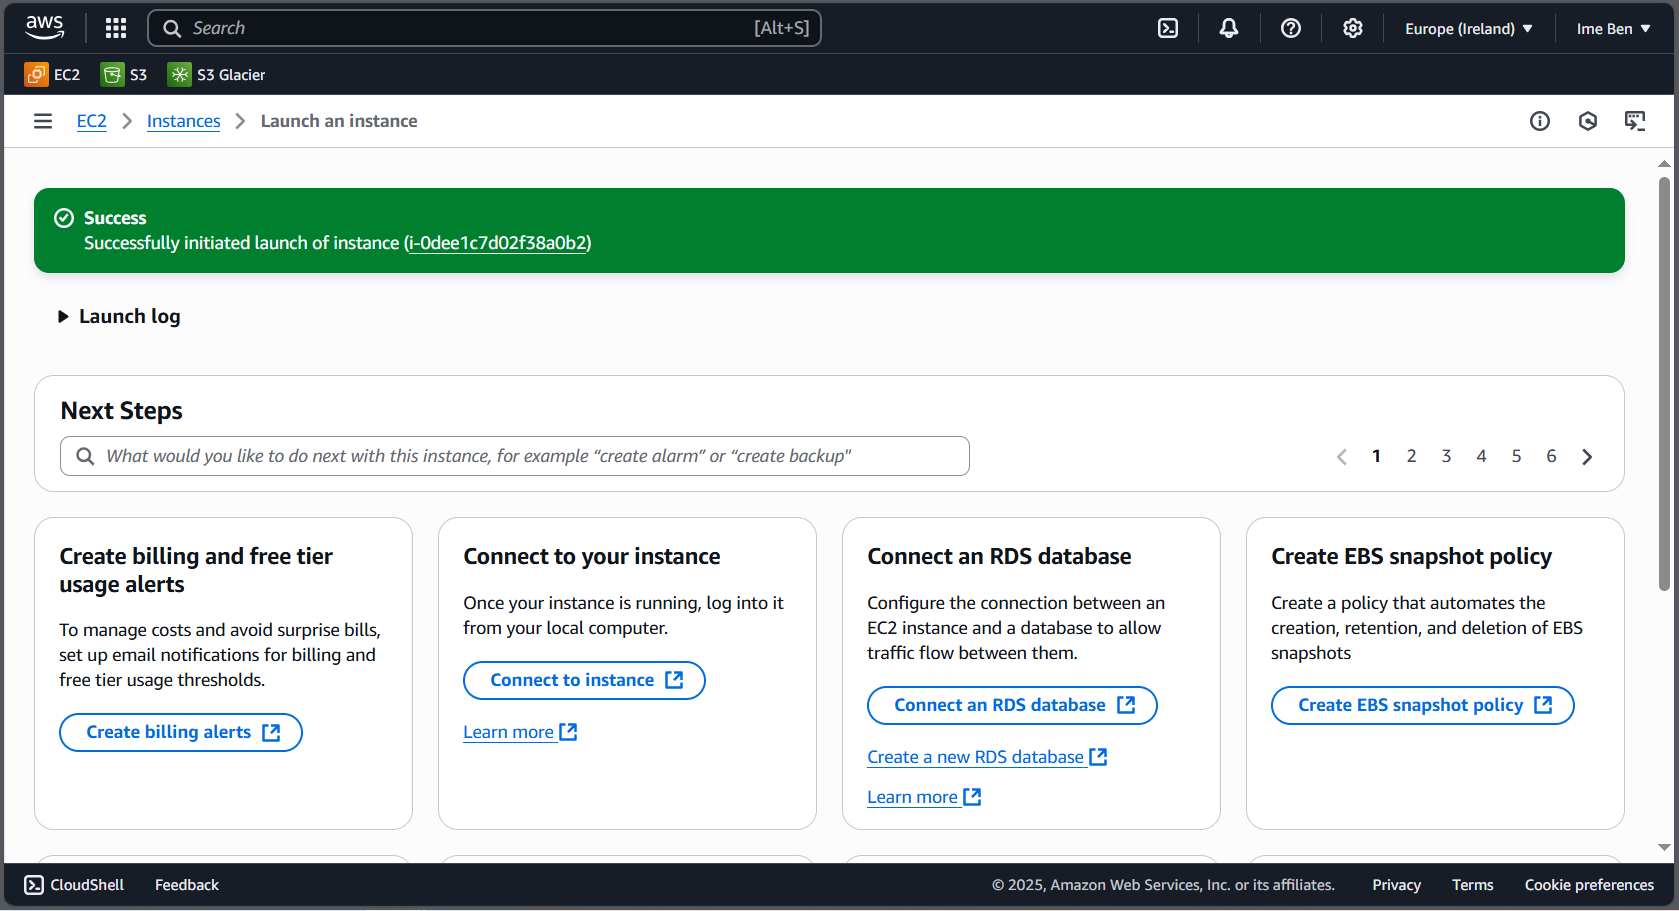 aws
Search [Alt+S]
Europe (Ireland)
Ime Ben
EC2
S3
S3 Glacier
EC2 Instances Launch an instance
Success
Successfully initiated launch of instance (i-0dee1c7d02f38a0b2)
Launch log
Next Steps
What would you like to do next with this instance, for example “create alarm” or “create backup"
1 2 3 4 5 6
Create billing and free tier
usage alerts
To manage costs and avoid surprise bills,
set up email notifications for billing and
free tier usage thresholds.
Create billing alerts
Connect to your instance
Once your instance is running, log into it
from your local computer.
Connect to instance
Learn more
Connect an RDS database
Configure the connection between an
EC2 instance and a database to allow
traffic flow between them.
Connect an RDS database
Create a new RDS database
Learn more
Create EBS snapshot policy
Create a policy that automates the
creation, retention, and deletion of EBS
snapshots
Create EBS snapshot policy
CloudShell
Feedback
© 2025, Amazon Web Services, Inc. or its affiliates.
Privacy
Terms
Cookie preferences